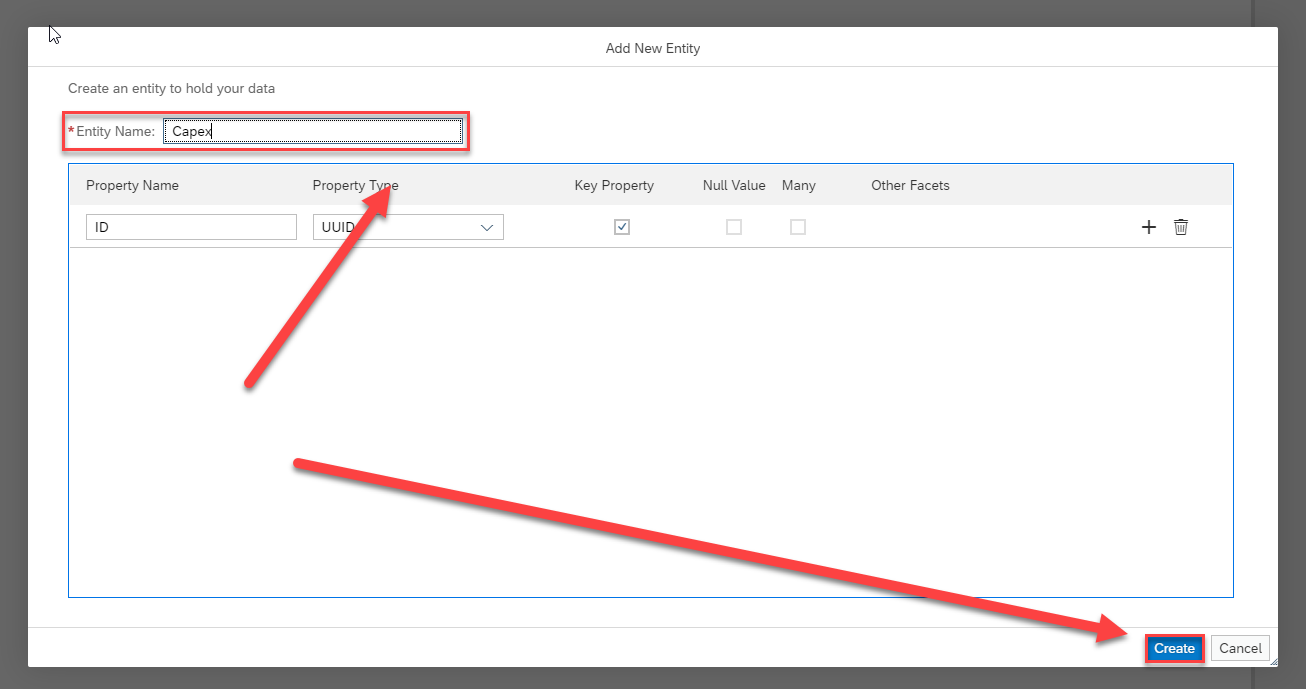 Add New Entity
Create an entity to hold your data
*Entity Name: Capex
Property Name Property Type Key Property Null Value Many Other Facets
ID UUID
Create Cancel